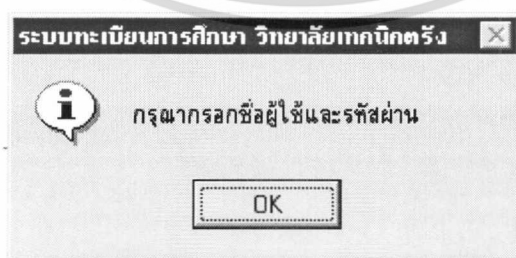 ระบบทะเบียนการศึกษา วิทยาลัยเทคนิคตรัง
กรุณากรอกชื่อผู้ใช้และรหัสผ่าน
OK